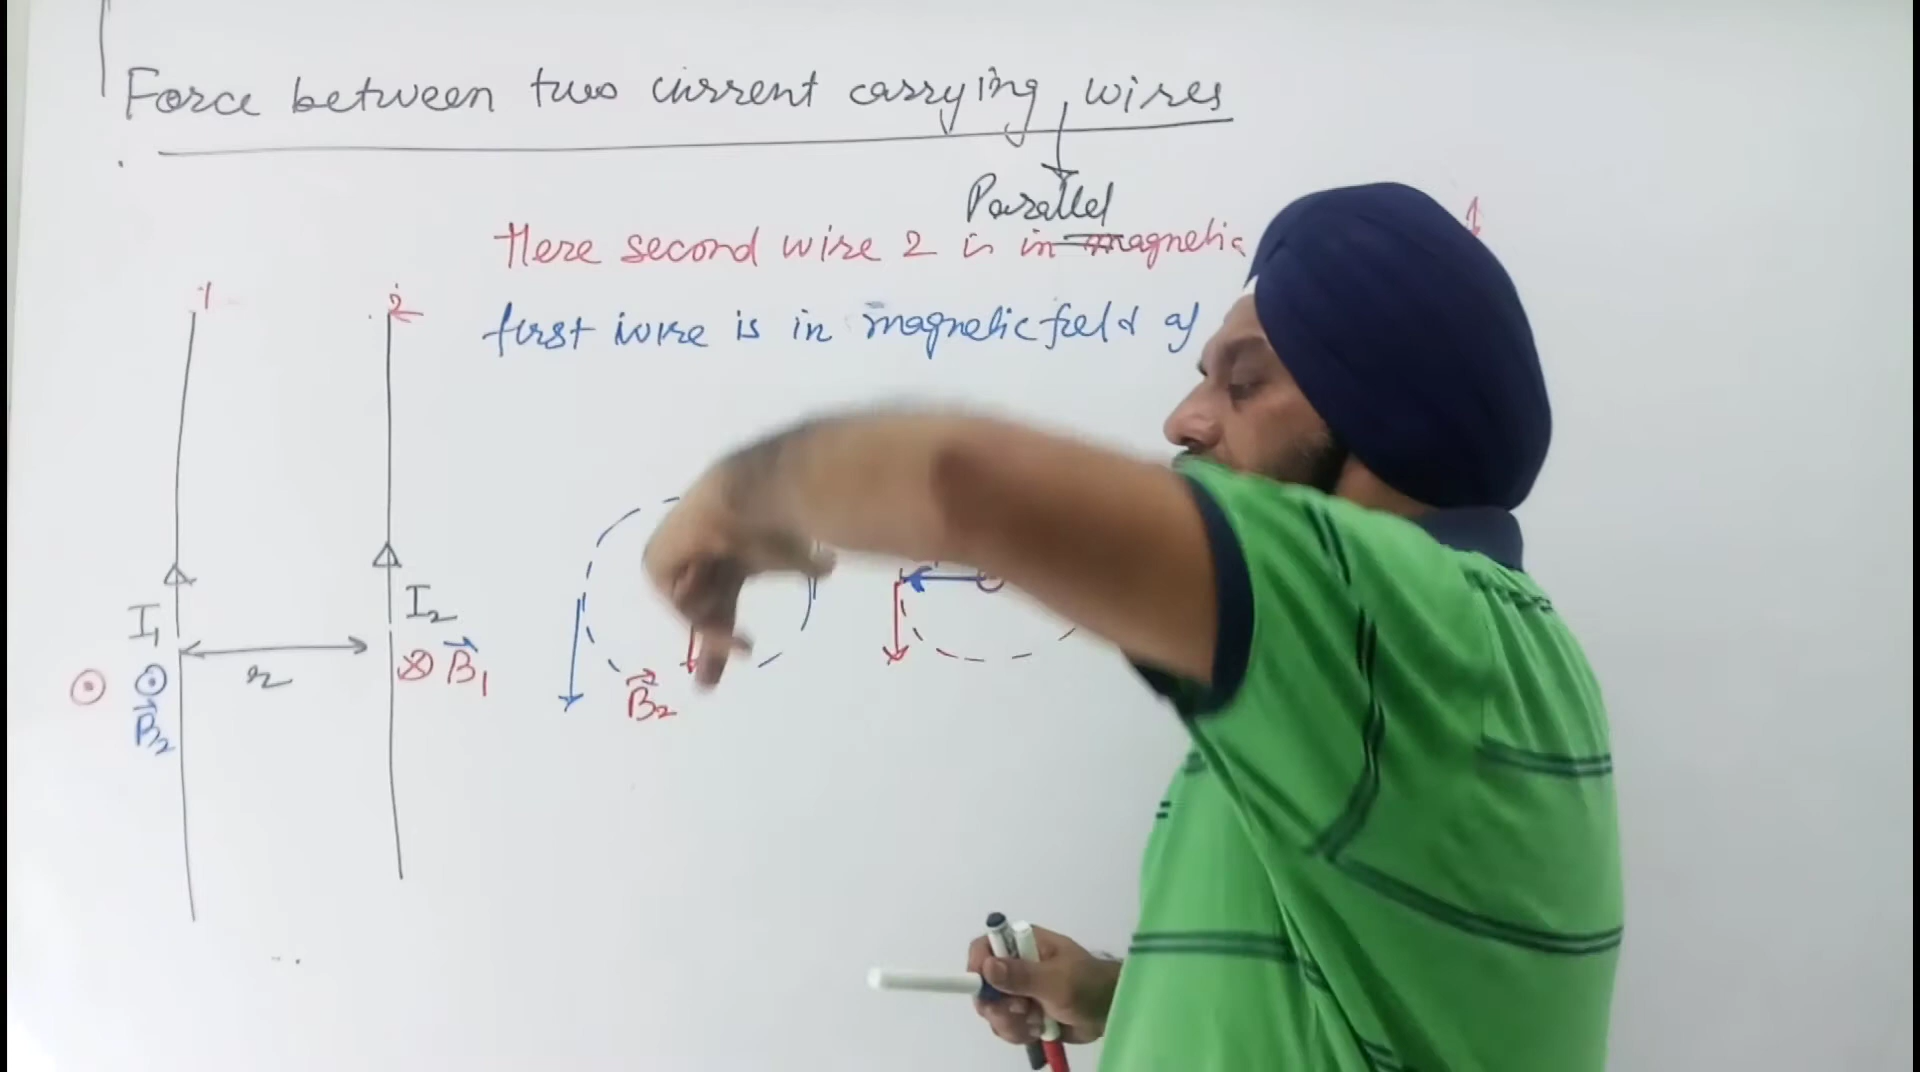 Force between two current carrying, wires
Parallel
Here second wire 2 is in magnetic
first wire is in magnetic field of
1
2
I₁
I₂
r
B₁
B₂
B₂